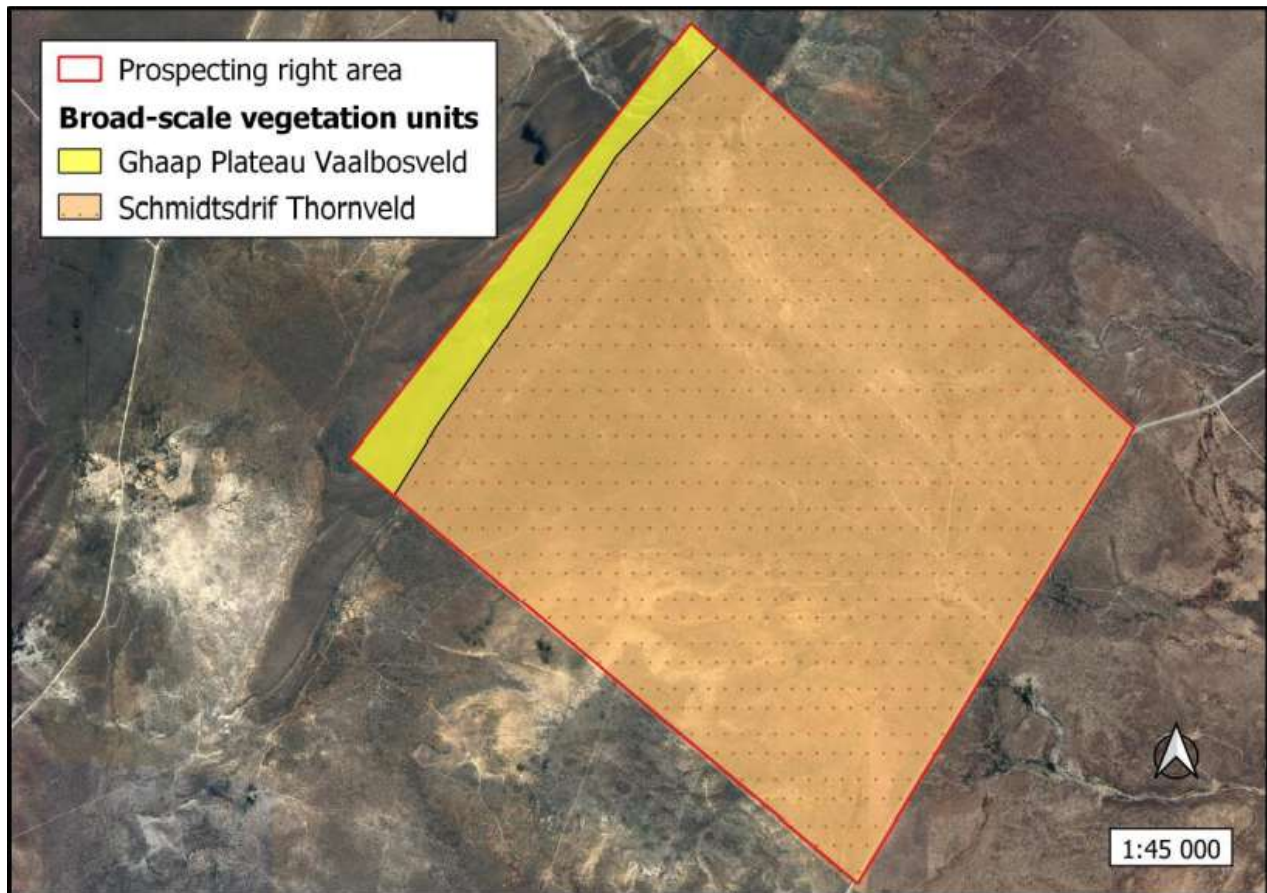 Prospecting right area
Broad-scale vegetation units
Ghaap Plateau Vaalbosveld
Schmidtsdrif Thornveld
1:45 000